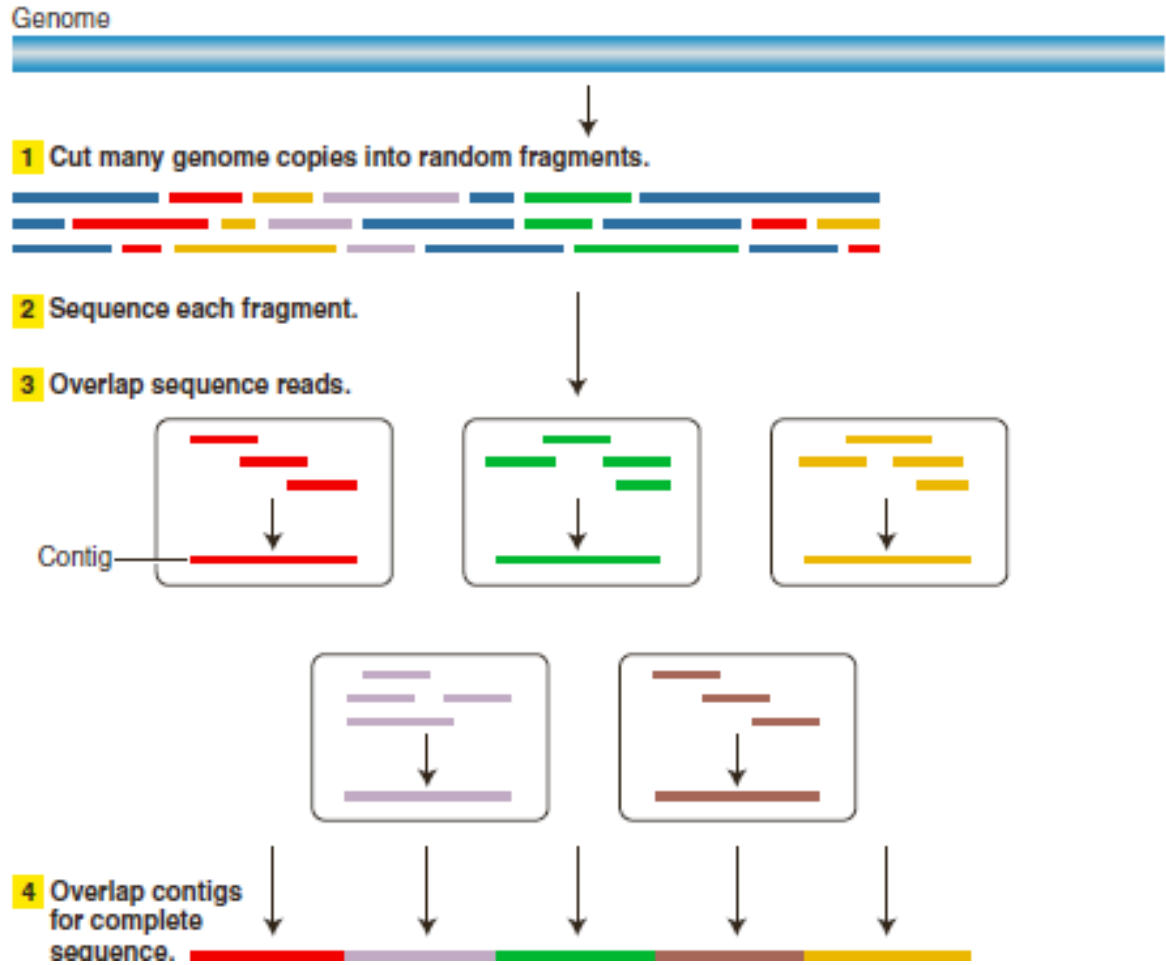 Genome
1 Cut many genome copies into random fragments.
2 Sequence each fragment.
3 Overlap sequence reads.
Contig
4 Overlap contigs
for complete
sequence.